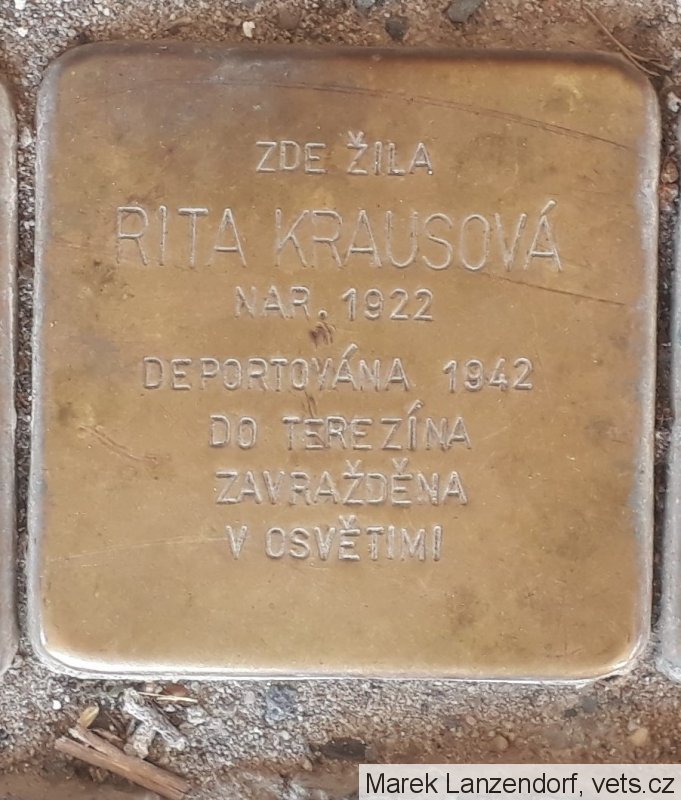 ZDE ŽILA
RITA KRAUSOVÁ
NAR. 1922
DEPORTOVÁNA 1942
DO TEREZÍNA
ZAVRAŽDĚNA
V OSVĚTIMI
Marek Lanzendorf, vets.cz